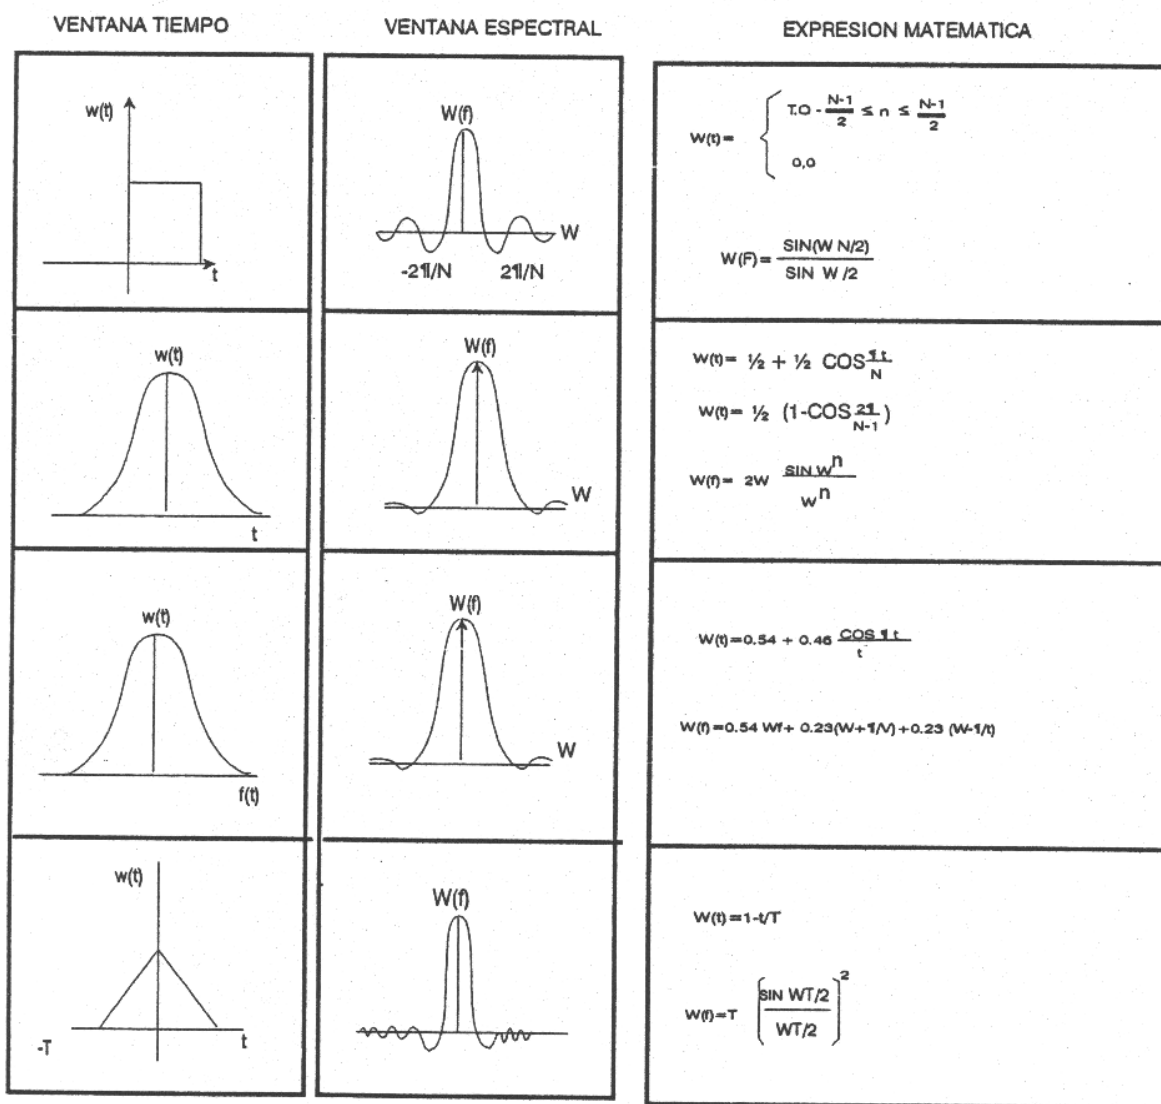 VENTANA TIEMPO
VENTANA ESPECTRAL
EXPRESION MATEMATICA
w(t)
t
W(f)
W
-2¶/N 2¶/N
W(t)= { T.O - N-1/2 ≤ n ≤ N-1/2
0,0
W(F)= SIN(W N/2) / SIN W /2
w(t)
t
W(f)
W
W(t)= ½ + ½ COS ¶t/N
W(t)= ½ (1-COS 2¶/N-1)
W(f)= 2W SIN W^n / W^n
w(t)
f(t)
W(f)
W
W(t)=0.54 + 0.46 COS ¶ t / t
W(f)=0.54 Wf+ 0.23(W+¶/V)+0.23 (W-¶/t)
w(t)
-T
t
W(f)
W(t)=1-t/T
W(f)=T [SIN WT/2 / WT/2]^2